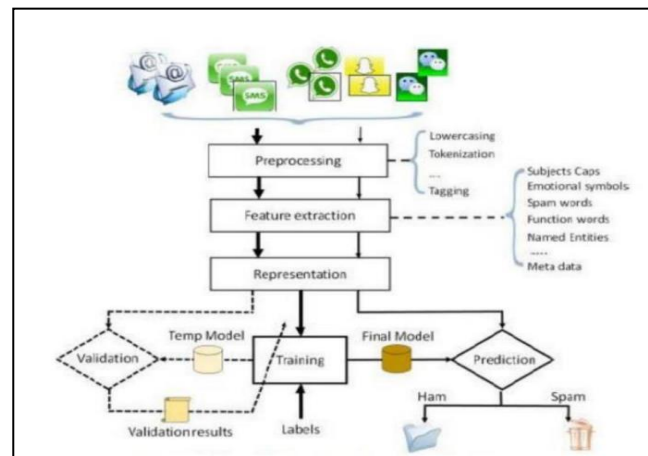 @
@
SMS
SMS
SMS
Preprocessing
Lowercasing
Tokenization
....
Tagging
Feature extraction
Subjects Caps
Emotional symbols
Spam words
Function words
Named Entities
.....
Meta data
Representation
Validation
Temp Model
Training
Final Model
Prediction
Validation results
Labels
Ham
Spam